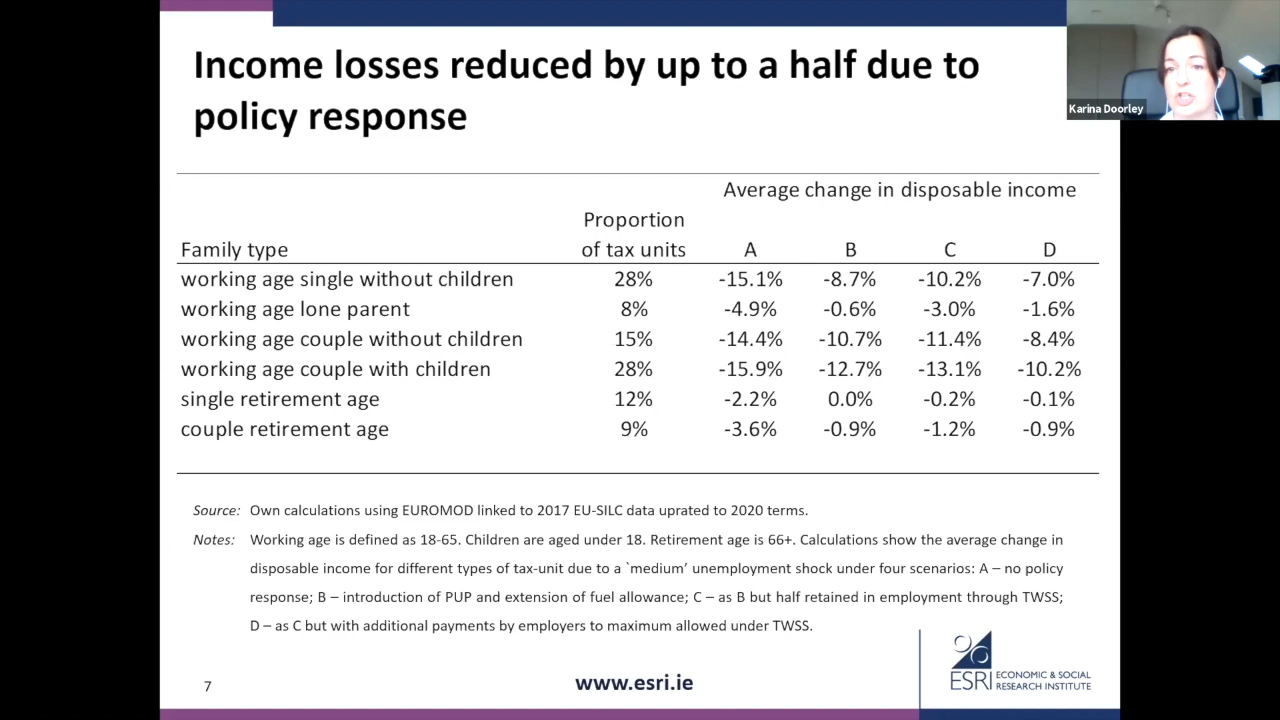 Income losses reduced by up to a half due to
policy response
Karina Doorley
Average change in disposable income
Proportion
Family type of tax units A B C D
working age single without children 28% -15.1% -8.7% -10.2% -7.0%
working age lone parent 8% -4.9% -0.6% -3.0% -1.6%
working age couple without children 15% -14.4% -10.7% -11.4% -8.4%
working age couple with children 28% -15.9% -12.7% -13.1% -10.2%
single retirement age 12% -2.2% 0.0% -0.2% -0.1%
couple retirement age 9% -3.6% -0.9% -1.2% -0.9%
Source: Own calculations using EUROMOD linked to 2017 EU-SILC data uprated to 2020 terms.
Notes: Working age is defined as 18-65. Children are aged under 18. Retirement age is 66+. Calculations show the average change in
disposable income for different types of tax-unit due to a `medium’ unemployment shock under four scenarios: A – no policy
response; B – introduction of PUP and extension of fuel allowance; C – as B but half retained in employment through TWSS;
D – as C but with additional payments by employers to maximum allowed under TWSS.
7
www.esri.ie
ESRI ECONOMIC & SOCIAL
RESEARCH INSTITUTE